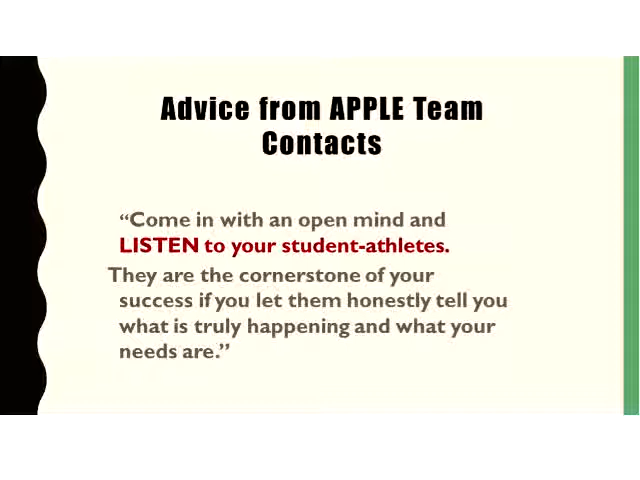 Advice from APPLE Team
Contacts
“Come in with an open mind and
LISTEN to your student-athletes.
They are the cornerstone of your
success if you let them honestly tell you
what is truly happening and what your
needs are.”